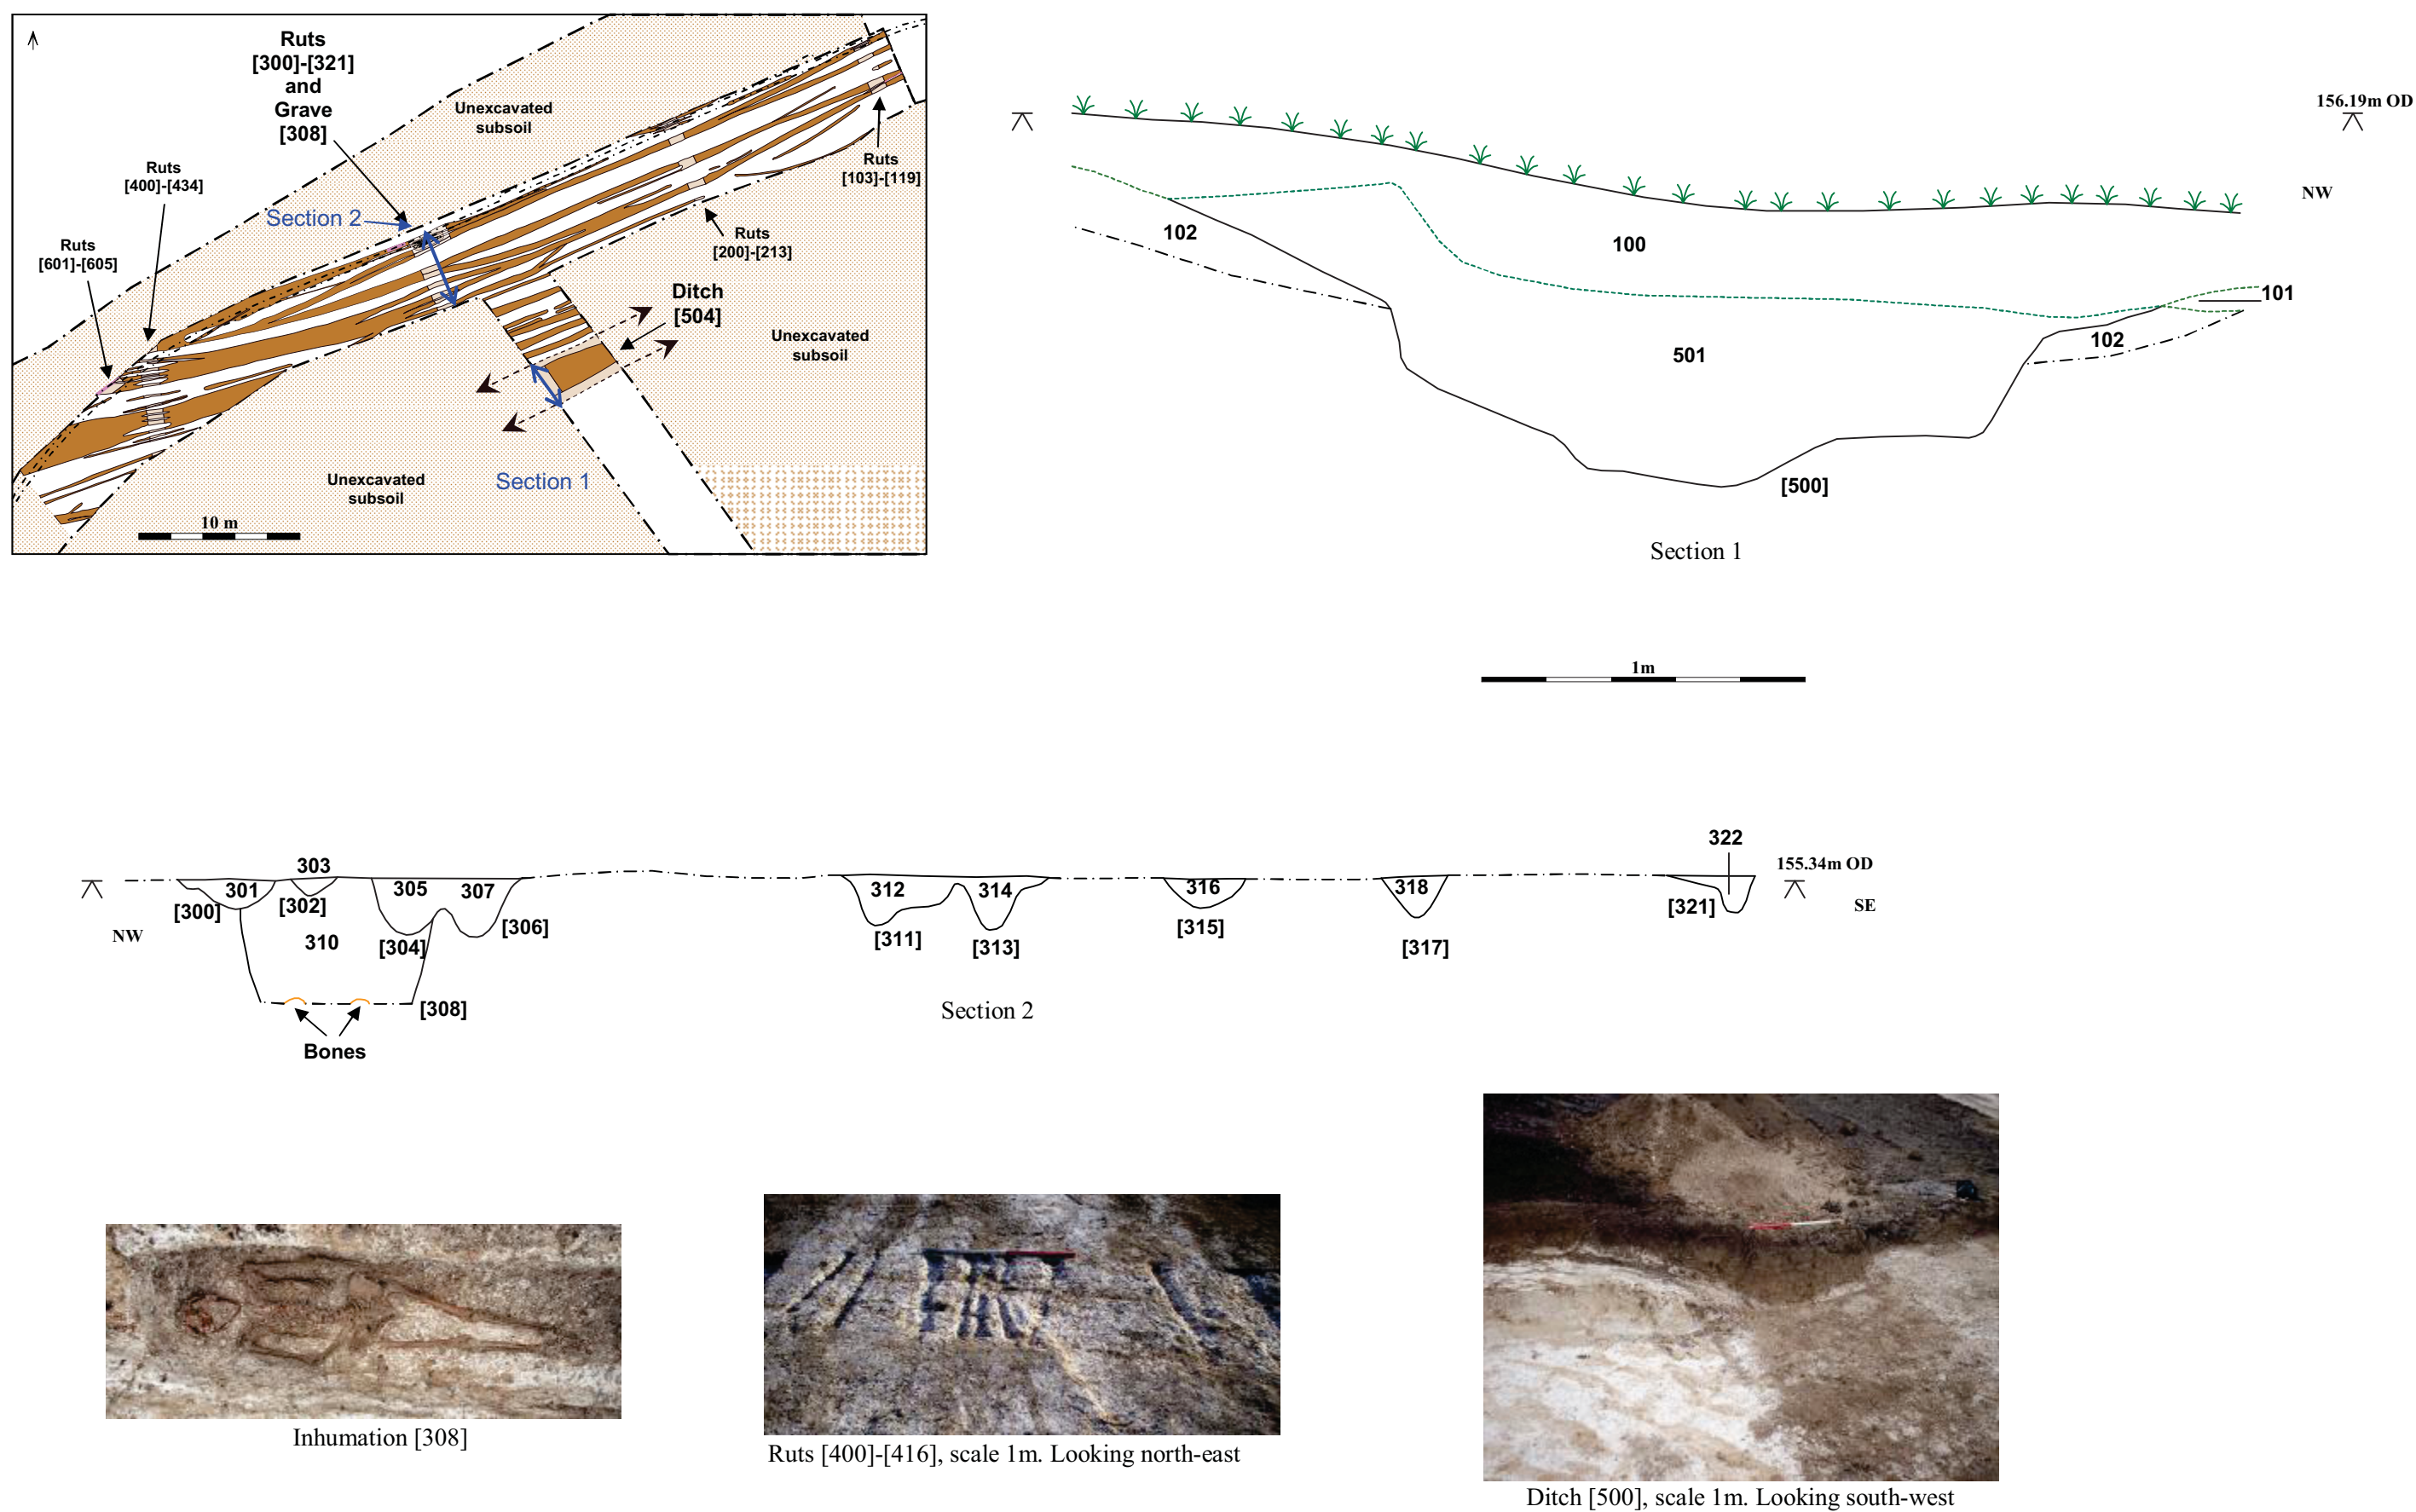 Ruts
[300]-[321]
and
Grave
[308]
Unexcavated
subsoil
Ruts
[400]-[434]
Ruts
[103]-[119]
Section 2
Ruts
[601]-[605]
Ruts
[200]-[213]
Ditch
[504]
Unexcavated
subsoil
Unexcavated
subsoil
Section 1
10 m
156.19m OD
NW
102
100
101
102
501
[500]
Section 1
1m
322
303
155.34m OD
301
305
307
312
314
316
318
[300]
[302]
[321]
SE
NW
310
[304]
[306]
[311]
[313]
[315]
[317]
[308]
Section 2
Bones
Inhumation [308]
Ruts [400]-[416], scale 1m. Looking north-east
Ditch [500], scale 1m. Looking south-west